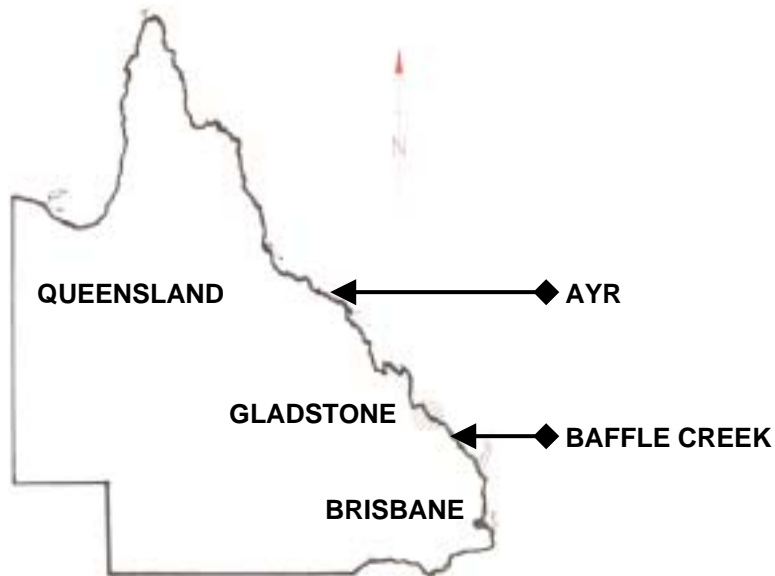 N
QUEENSLAND
AYR
GLADSTONE
BAFFLE CREEK
BRISBANE